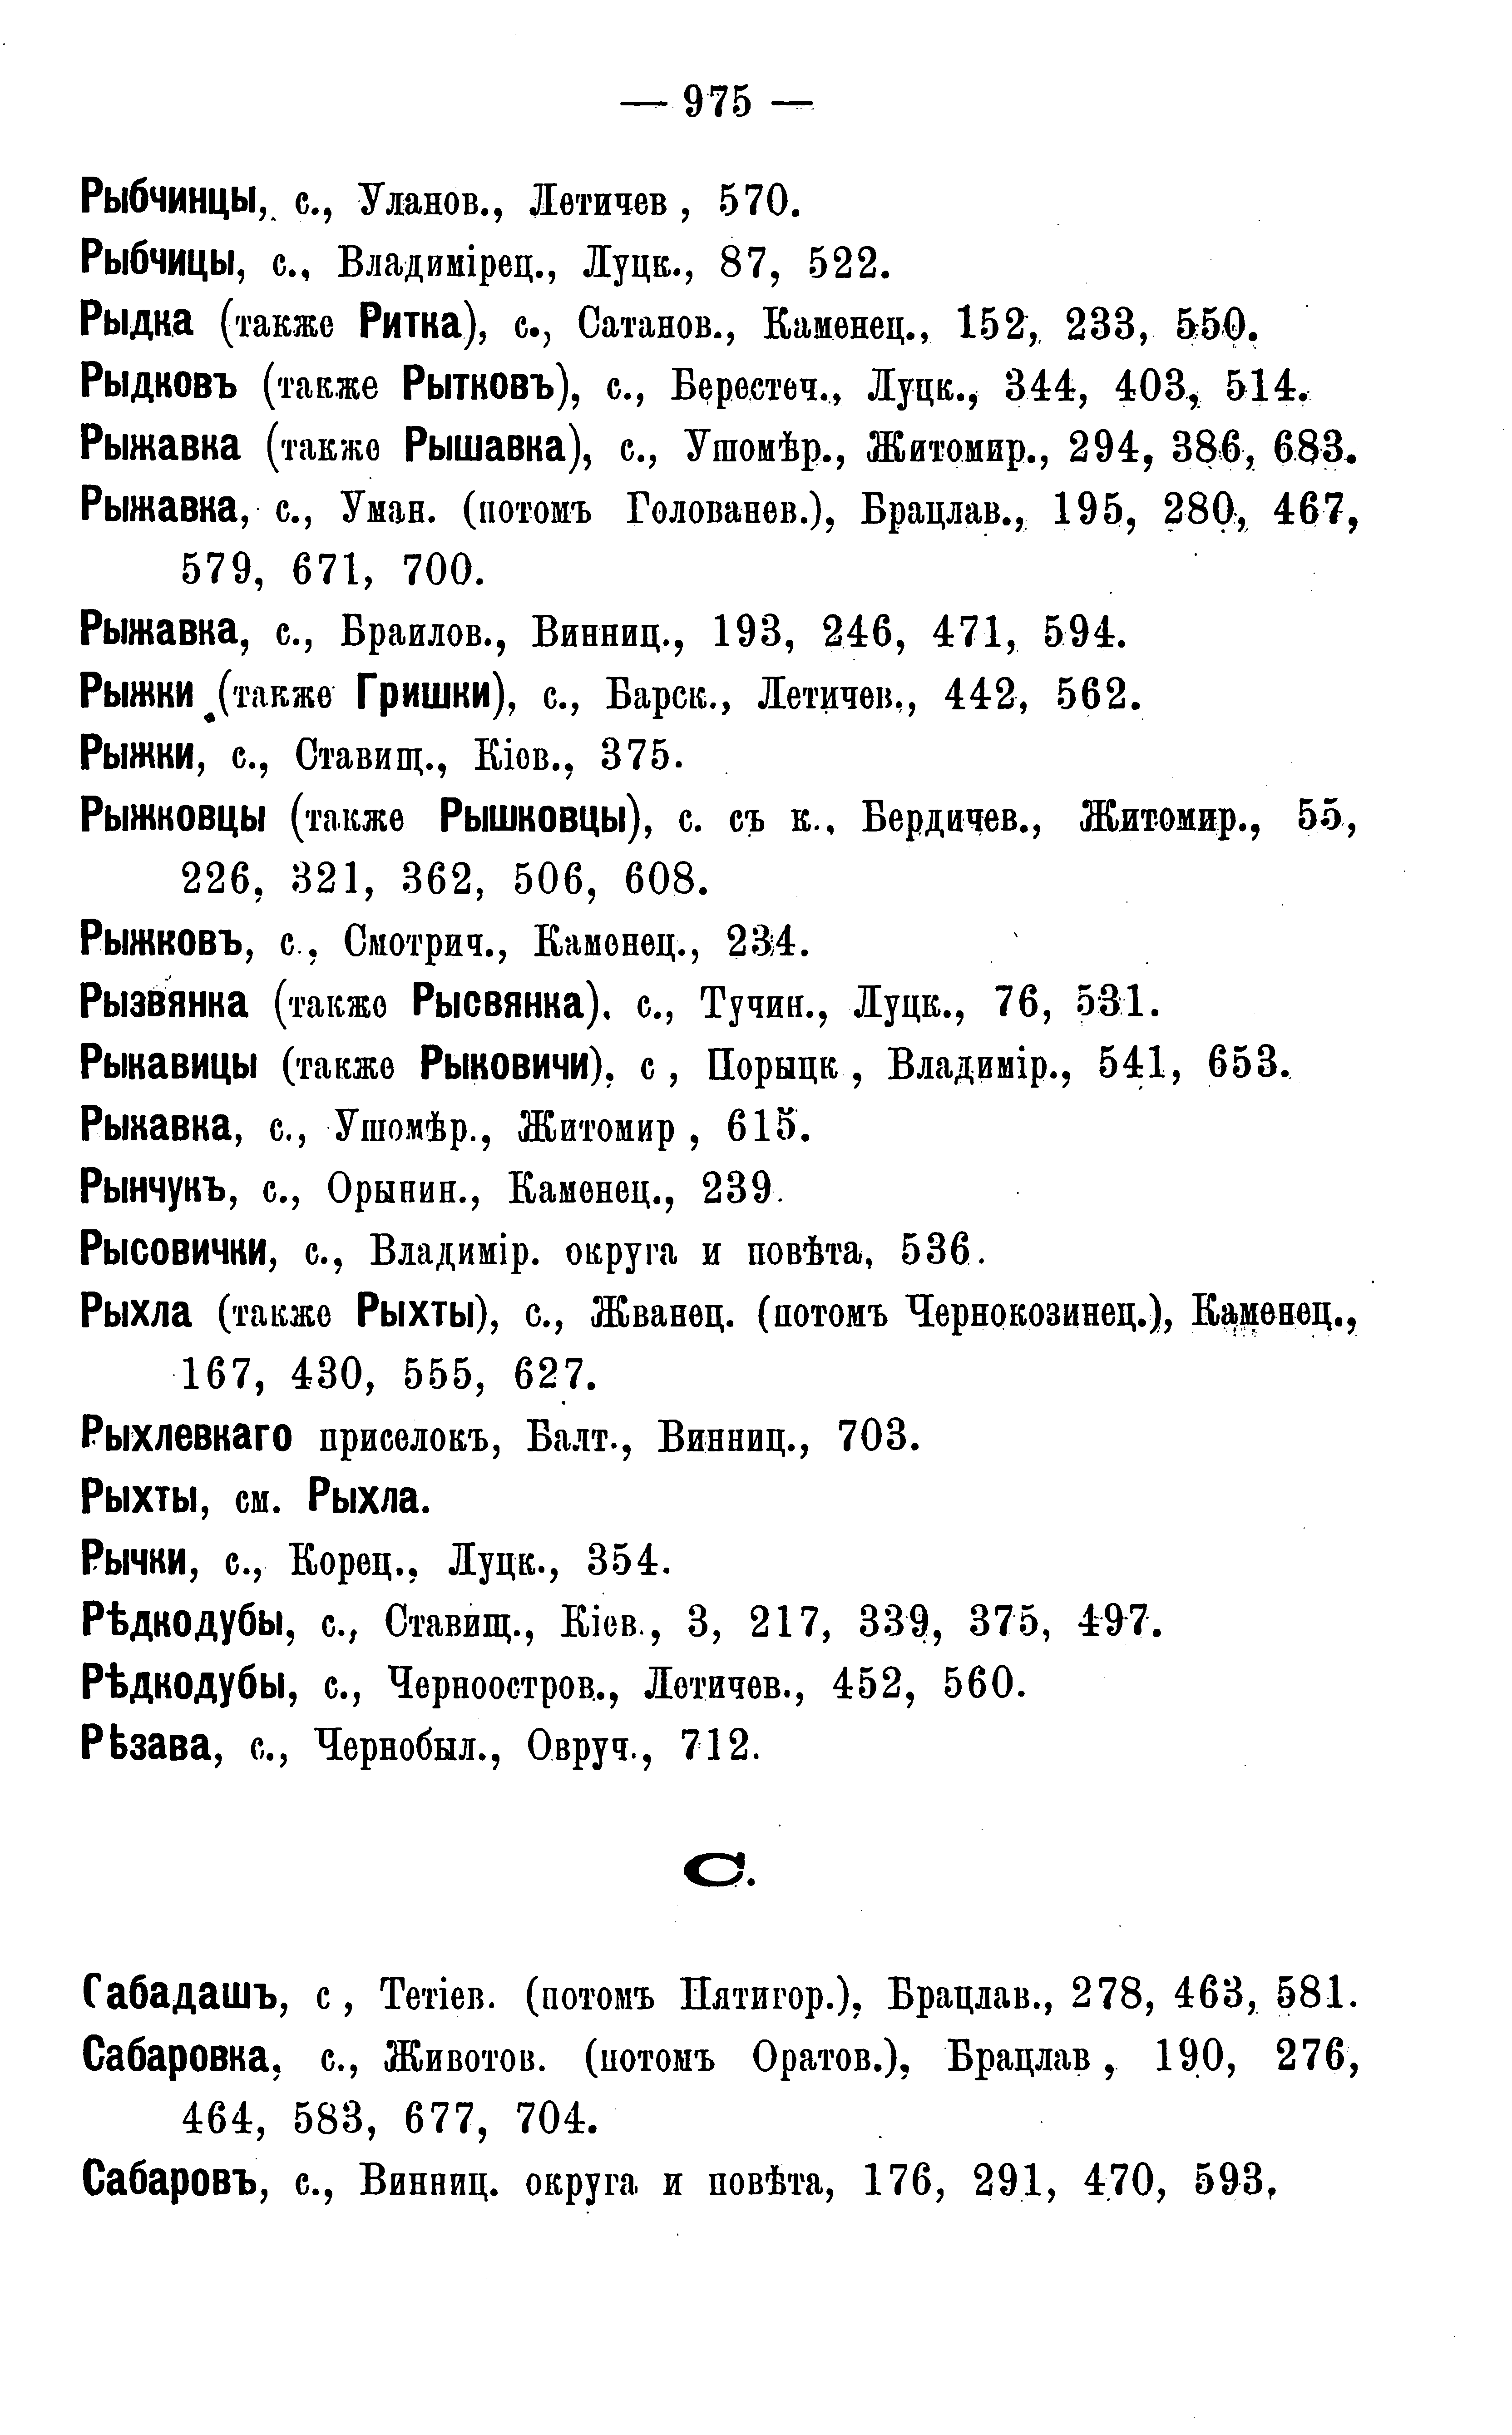 — 975 —
Рыбчинцы, с., Уланов., Летичев, 570.
Рыбчицы, с., Владимірец., Луцк., 87, 522.
Рыдка (также Ритка), с., Сатанов., Каменец., 152, 233, 550.
Рыдковъ (также Рытковъ), с., Берестеч., Луцк., 344, 403, 514.
Рыжавка (также Рышавка), с., Ушомѣр., Житомир., 294, 386, 683.
Рыжавка, с., Уман. (потомъ Голованев.), Брацлав., 195, 280, 467,
579, 671, 700.
Рыжавка, с., Браилов., Винниц., 193, 246, 471, 594.
Рыжки (также Гришки), с., Барск., Летичев., 442, 562.
Рыжки, с., Ставищ., Кіев., 375.
Рыжковцы (также Рышковцы), с. съ к., Бердичев., Житомир., 55,
226, 321, 362, 506, 608.
Рыжковъ, с., Смотрич., Каменец., 234.
Рызвянка (также Рысвянка), с., Тучин., Луцк., 76, 531.
Рыкавицы (также Рыковичи), с, Порыцк, Владимір., 541, 653.
Рыкавка, с., Ушомѣр., Житомир, 615.
Рынчукъ, с., Орынин., Каменец., 239.
Рысовички, с., Владимір. округа и повѣта, 536.
Рыхла (также Рыхты), с., Жванец. (потомъ Чернокозинец.), Каменец.,
167, 430, 555, 627.
Рыхлевкаго приселокъ, Балт., Винниц., 703.
Рыхты, см. Рыхла.
Рычки, с., Корец., Луцк., 354.
Рѣдкодубы, с., Ставищ., Кіев., 3, 217, 339, 375, 497.
Рѣдкодубы, с., Черноостров., Летичев., 452, 560.
Рѣзава, с., Чернобыл., Овруч., 712.
С.
Сабадашъ, с, Тетіев. (потомъ Пятигор.), Брацлав., 278, 463, 581.
Сабаровка, с., Животов. (потомъ Оратов.), Брацлав, 190, 276,
464, 583, 677, 704.
Сабаровъ, с., Винниц. округа и повѣта, 176, 291, 470, 593,